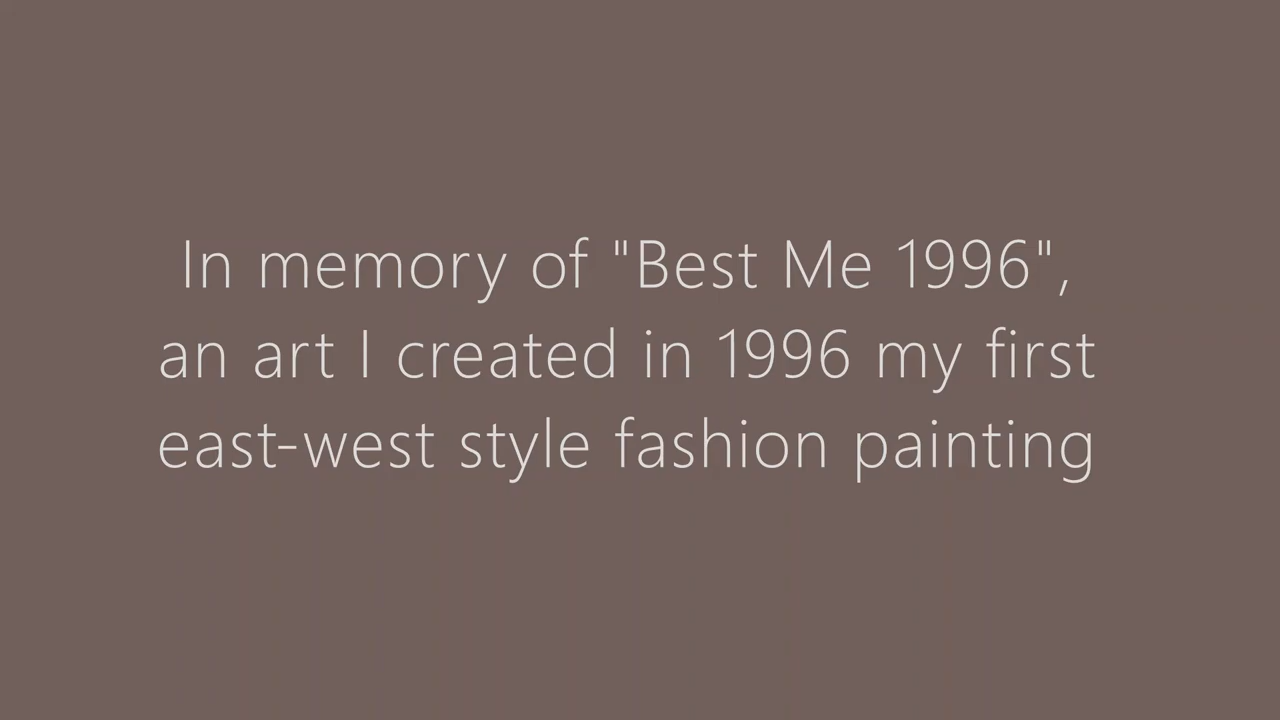 In memory of "Best Me 1996",
an art I created in 1996 my first
east-west style fashion painting